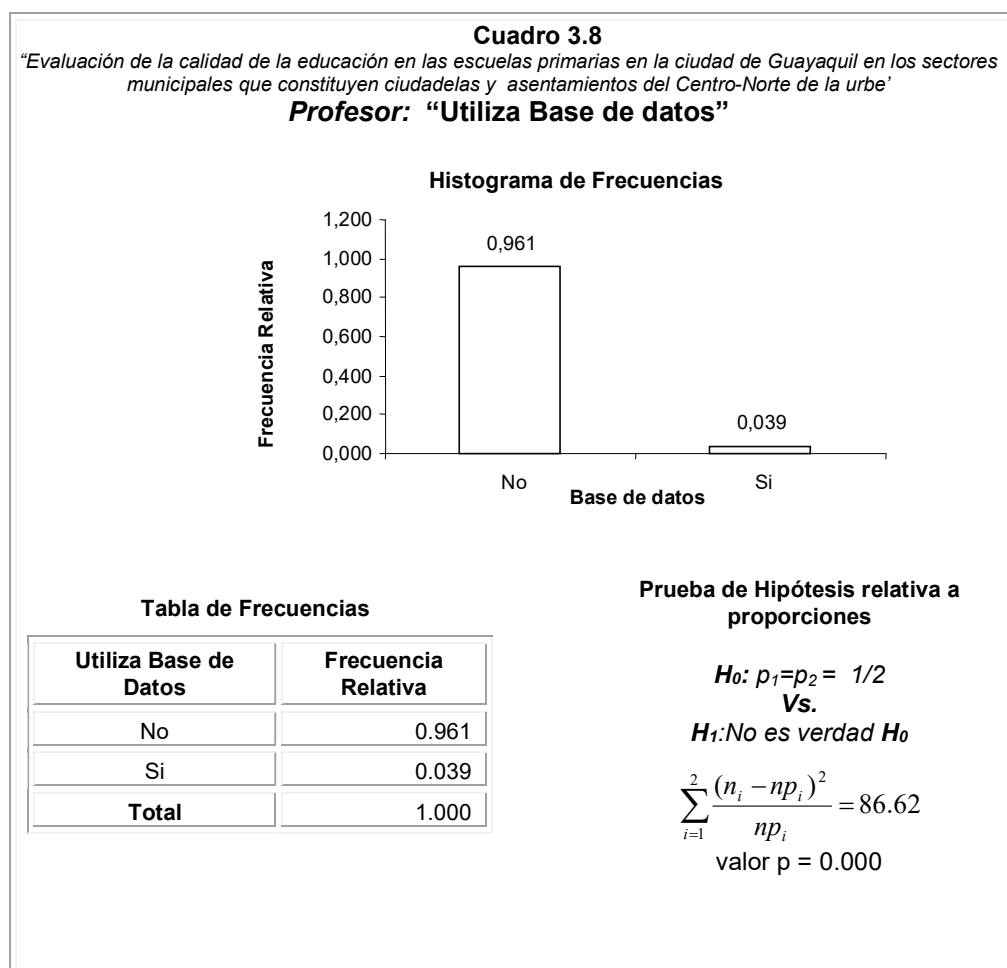 Cuadro 3.8
“Evaluación de la calidad de la educación en las escuelas primarias en la ciudad de Guayaquil en los sectores
municipales que constituyen ciudadelas y asentamientos del Centro-Norte de la urbe’
Profesor: “Utiliza Base de datos”
Histograma de Frecuencias
1,200
1,000
0,800
0,600
0,400
0,200
0,000
Frecuencia Relativa
0,961
0,039
No
Si
Base de datos
Tabla de Frecuencias
Utiliza Base de
Datos
Frecuencia
Relativa
No 0.961
Si 0.039
Total 1.000
Prueba de Hipótesis relativa a
proporciones
H₀: p₁=p₂ = 1/2
Vs.
H₁:No es verdad H₀
∑_{i=1}^{2} (n_i − np_i)² / np_i = 86.62
valor p = 0.000